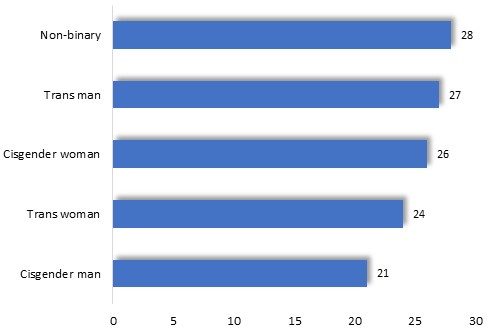 Non-binary 28
Trans man 27
Cisgender woman 26
Trans woman 24
Cisgender man 21
0 5 10 15 20 25 30